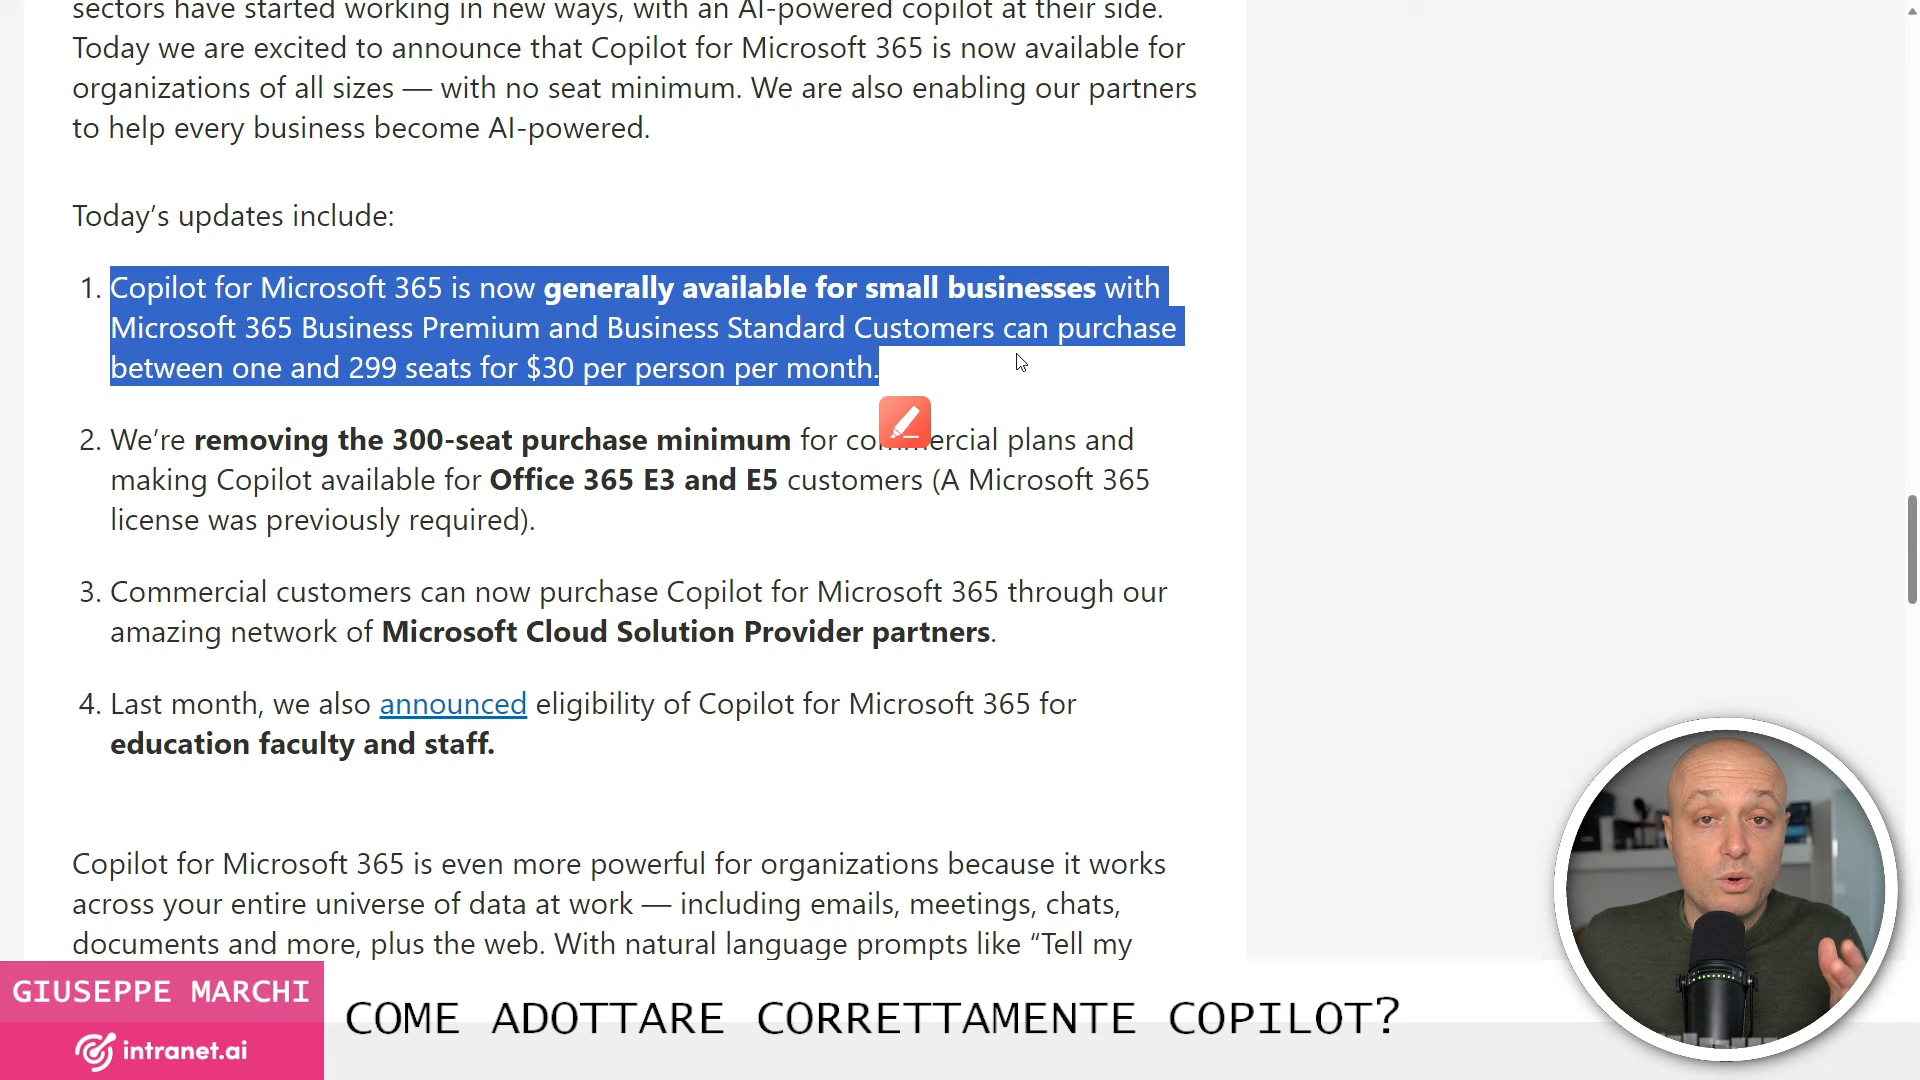 sectors have started working in new ways, with an AI-powered copilot at their side.
Today we are excited to announce that Copilot for Microsoft 365 is now available for
organizations of all sizes — with no seat minimum. We are also enabling our partners
to help every business become AI-powered.
Today’s updates include:
1. Copilot for Microsoft 365 is now generally available for small businesses with
Microsoft 365 Business Premium and Business Standard Customers can purchase
between one and 299 seats for $30 per person per month.
2. We’re removing the 300-seat purchase minimum for commercial plans and
making Copilot available for Office 365 E3 and E5 customers (A Microsoft 365
license was previously required).
3. Commercial customers can now purchase Copilot for Microsoft 365 through our
amazing network of Microsoft Cloud Solution Provider partners.
4. Last month, we also announced eligibility of Copilot for Microsoft 365 for
education faculty and staff.
Copilot for Microsoft 365 is even more powerful for organizations because it works
across your entire universe of data at work — including emails, meetings, chats,
documents and more, plus the web. With natural language prompts like “Tell my
GIUSEPPE MARCHI
intranet.ai
COME ADOTTARE CORRETTAMENTE COPILOT?